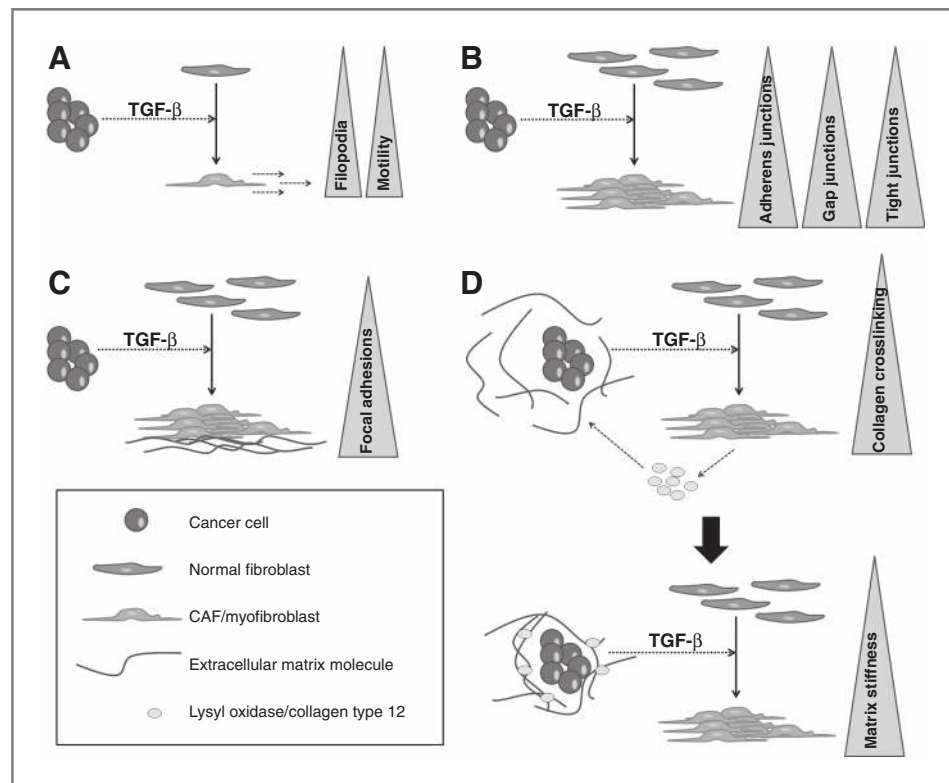 A
TGF-β
Filopodia
Motility
B
TGF-β
Adherens junctions
Gap junctions
Tight junctions
C
TGF-β
Focal adhesions
D
TGF-β
Collagen crosslinking
Cancer cell
Normal fibroblast
CAF/myofibroblast
Extracellular matrix molecule
Lysyl oxidase/collagen type 12
TGF-β
Matrix stiffness